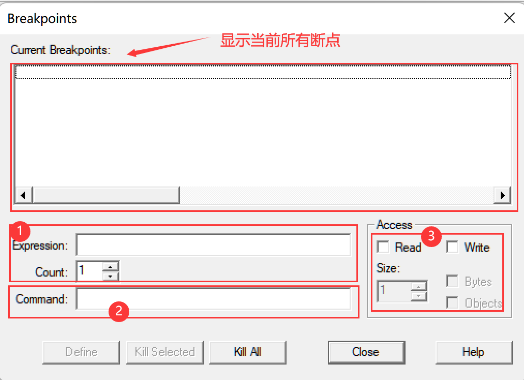 Breakpoints
显示当前所有断点
Current Breakpoints:
1
Expression:
Count: 1
Command:
2
Access
3
Read Write
Size:
1
Bytes
Objects
Define Kill Selected Kill All Close Help